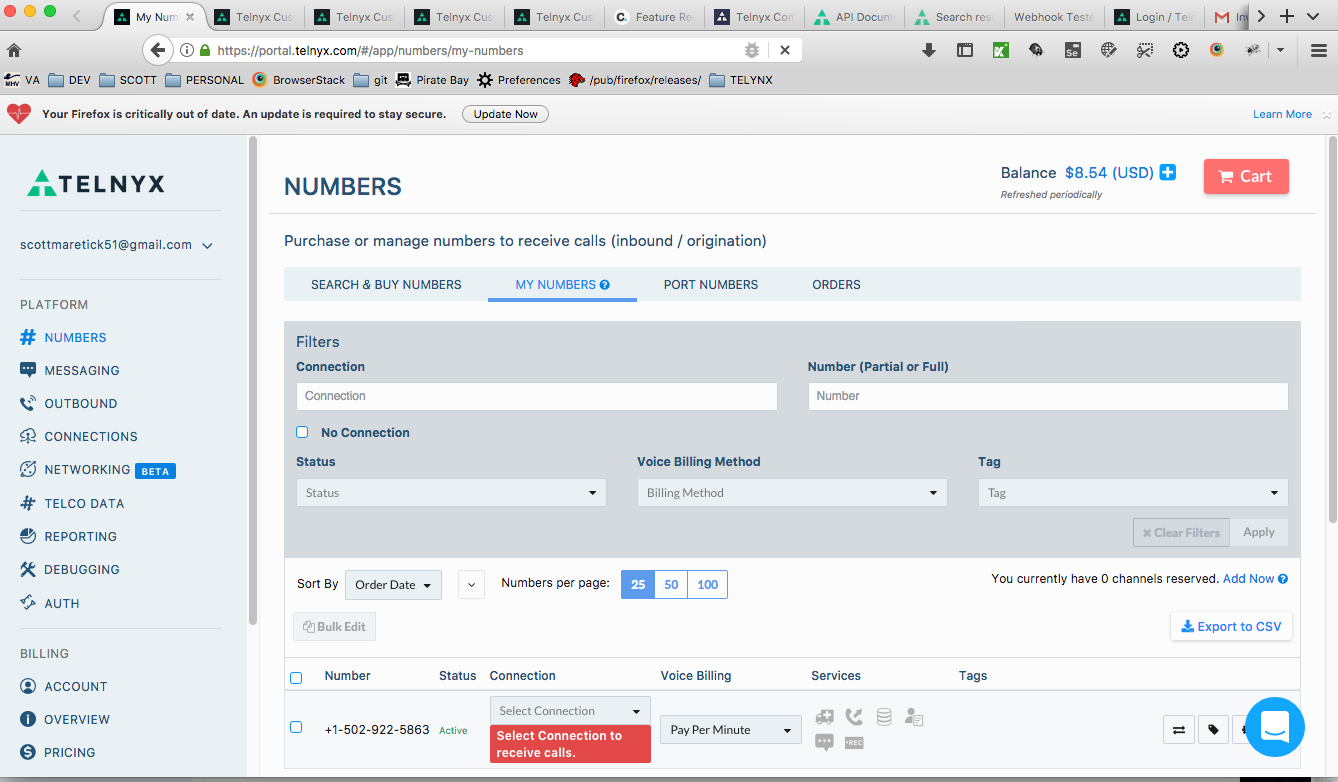 My Num
Telnyx Cus
Telnyx Cus
Telnyx Cus
Telnyx Cus
Feature Re
Telnyx Con
API Docum
Search res
Webhook Teste
Login / Teln
https://portal.telnyx.com/#/app/numbers/my-numbers
VA DEV SCOTT PERSONAL BrowserStack git Pirate Bay Preferences /pub/firefox/releases/ TELYNX
Your Firefox is critically out of date. An update is required to stay secure. Update Now Learn More
TELNYX
scottmaretick51@gmail.com
PLATFORM
NUMBERS
MESSAGING
OUTBOUND
CONNECTIONS
NETWORKING BETA
TELCO DATA
REPORTING
DEBUGGING
AUTH
BILLING
ACCOUNT
OVERVIEW
PRICING
NUMBERS
Balance $8.54 (USD)
Refreshed periodically
Cart
Purchase or manage numbers to receive calls (inbound / origination)
SEARCH & BUY NUMBERS MY NUMBERS ? PORT NUMBERS ORDERS
Filters
Connection Number (Partial or Full)
Connection Number
No Connection
Status Voice Billing Method Tag
Status Billing Method Tag
Clear Filters Apply
Sort By Order Date Numbers per page: 25 50 100 You currently have 0 channels reserved. Add Now ?
Bulk Edit Export to CSV
Number Status Connection Voice Billing Services Tags
+1-502-922-5863 Active Select Connection Pay Per Minute
Select Connection to
receive calls.
REC